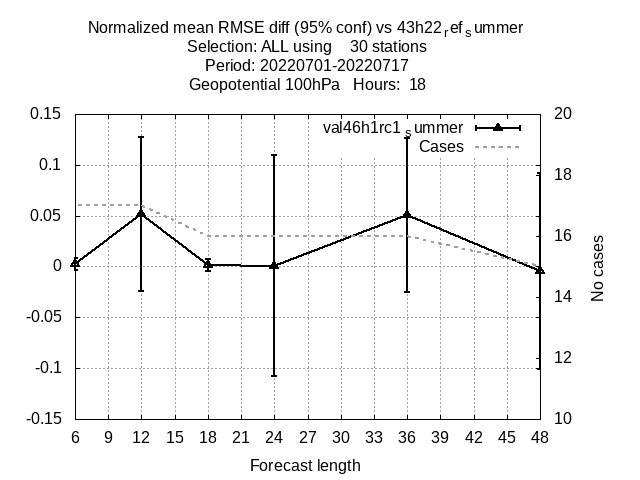 Normalized mean RMSE diff (95% conf) vs 43h22refsummer
Selection: ALL using 30 stations
Period: 20220701-20220717
Geopotential 100hPa Hours: 18
val46h1rc1summer
Cases
0.15
0.1
0.05
0
-0.05
-0.1
-0.15
20
18
16
14
12
10
No cases
6 9 12 15 18 21 24 27 30 33 36 39 42 45 48
Forecast length